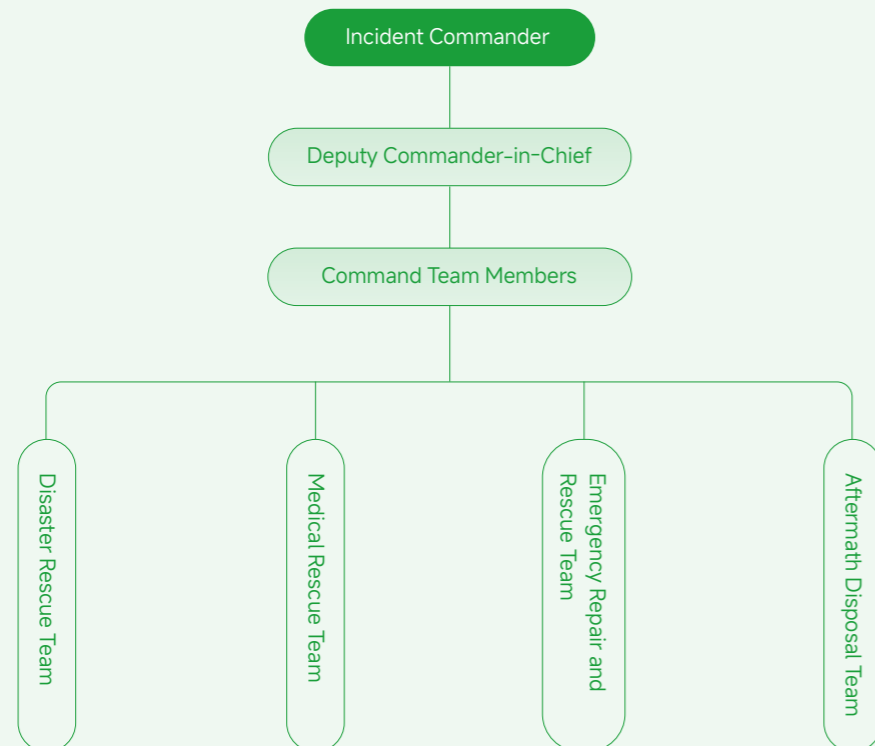 Incident Commander
Deputy Commander-in-Chief
Command Team Members
Disaster Rescue Team
Medical Rescue Team
Emergency Repair and
Rescue Team
Aftermath Disposal Team